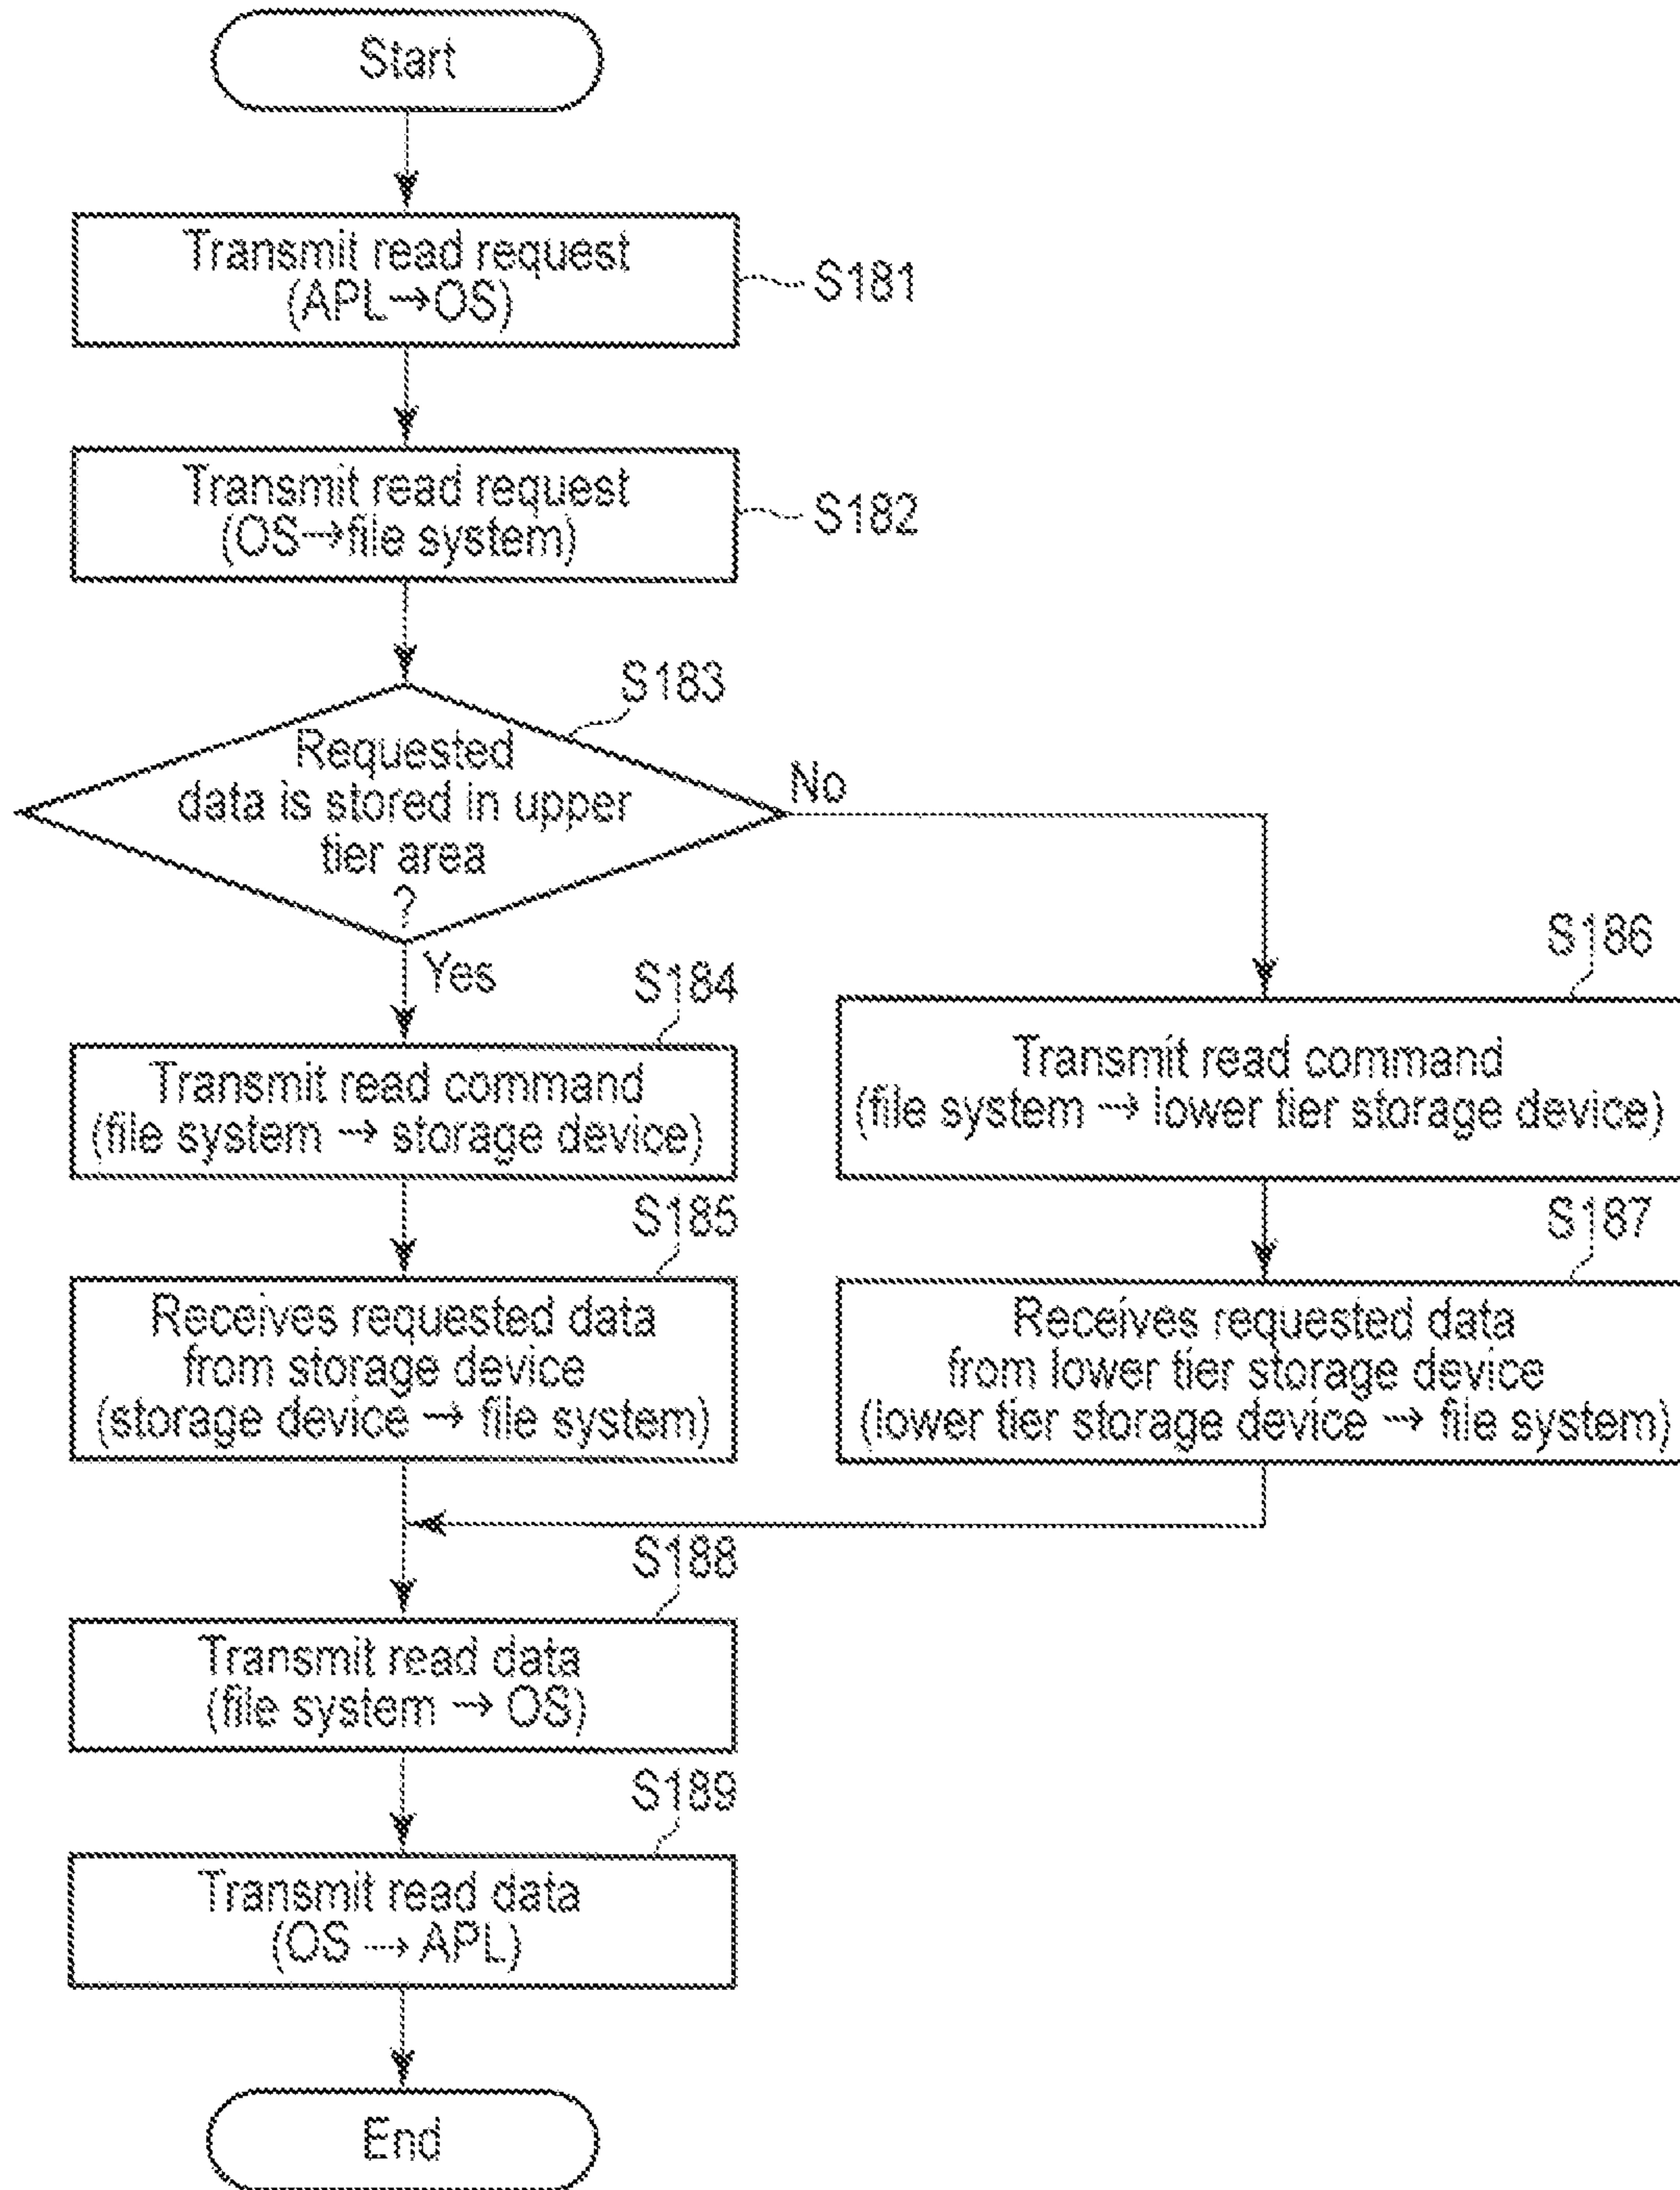 Start
Transmit read request
(APL→OS)
S181
Transmit read request
(OS→file system)
S182
S183
Requested
data is stored in upper
tier area
?
No
Yes
S184
Transmit read command
(file system → storage device)
S186
Transmit read command
(file system → lower tier storage device)
S185
Receives requested data
from storage device
(storage device → file system)
S187
Receives requested data
from lower tier storage device
(lower tier storage device → file system)
S188
Transmit read data
(file system → OS)
S189
Transmit read data
(OS → APL)
End